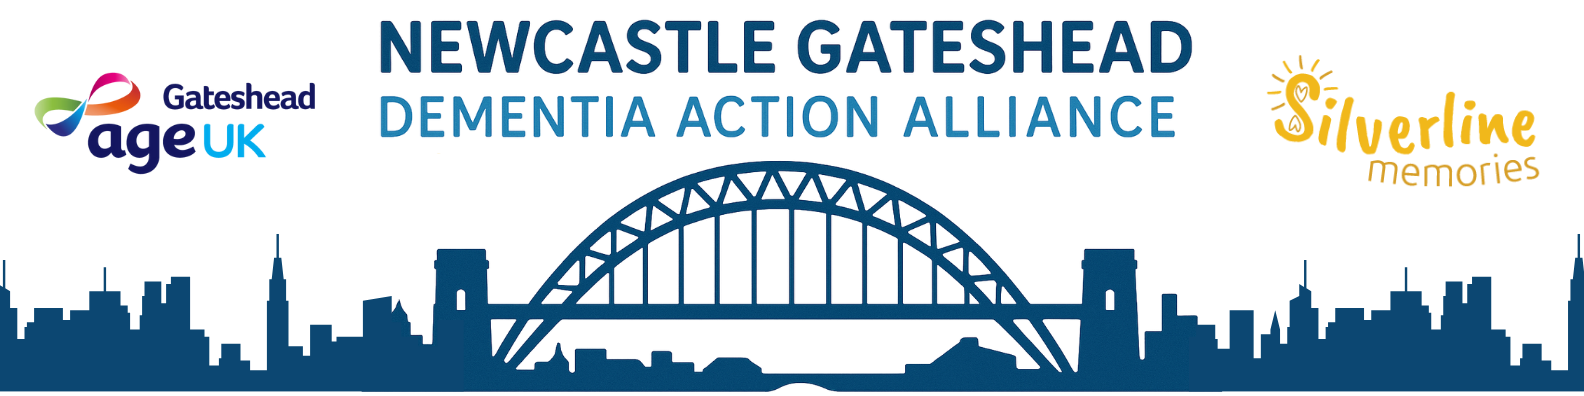 NEWCASTLE GATESHEAD
DEMENTIA ACTION ALLIANCE
Gateshead
age UK
Silverline
memories